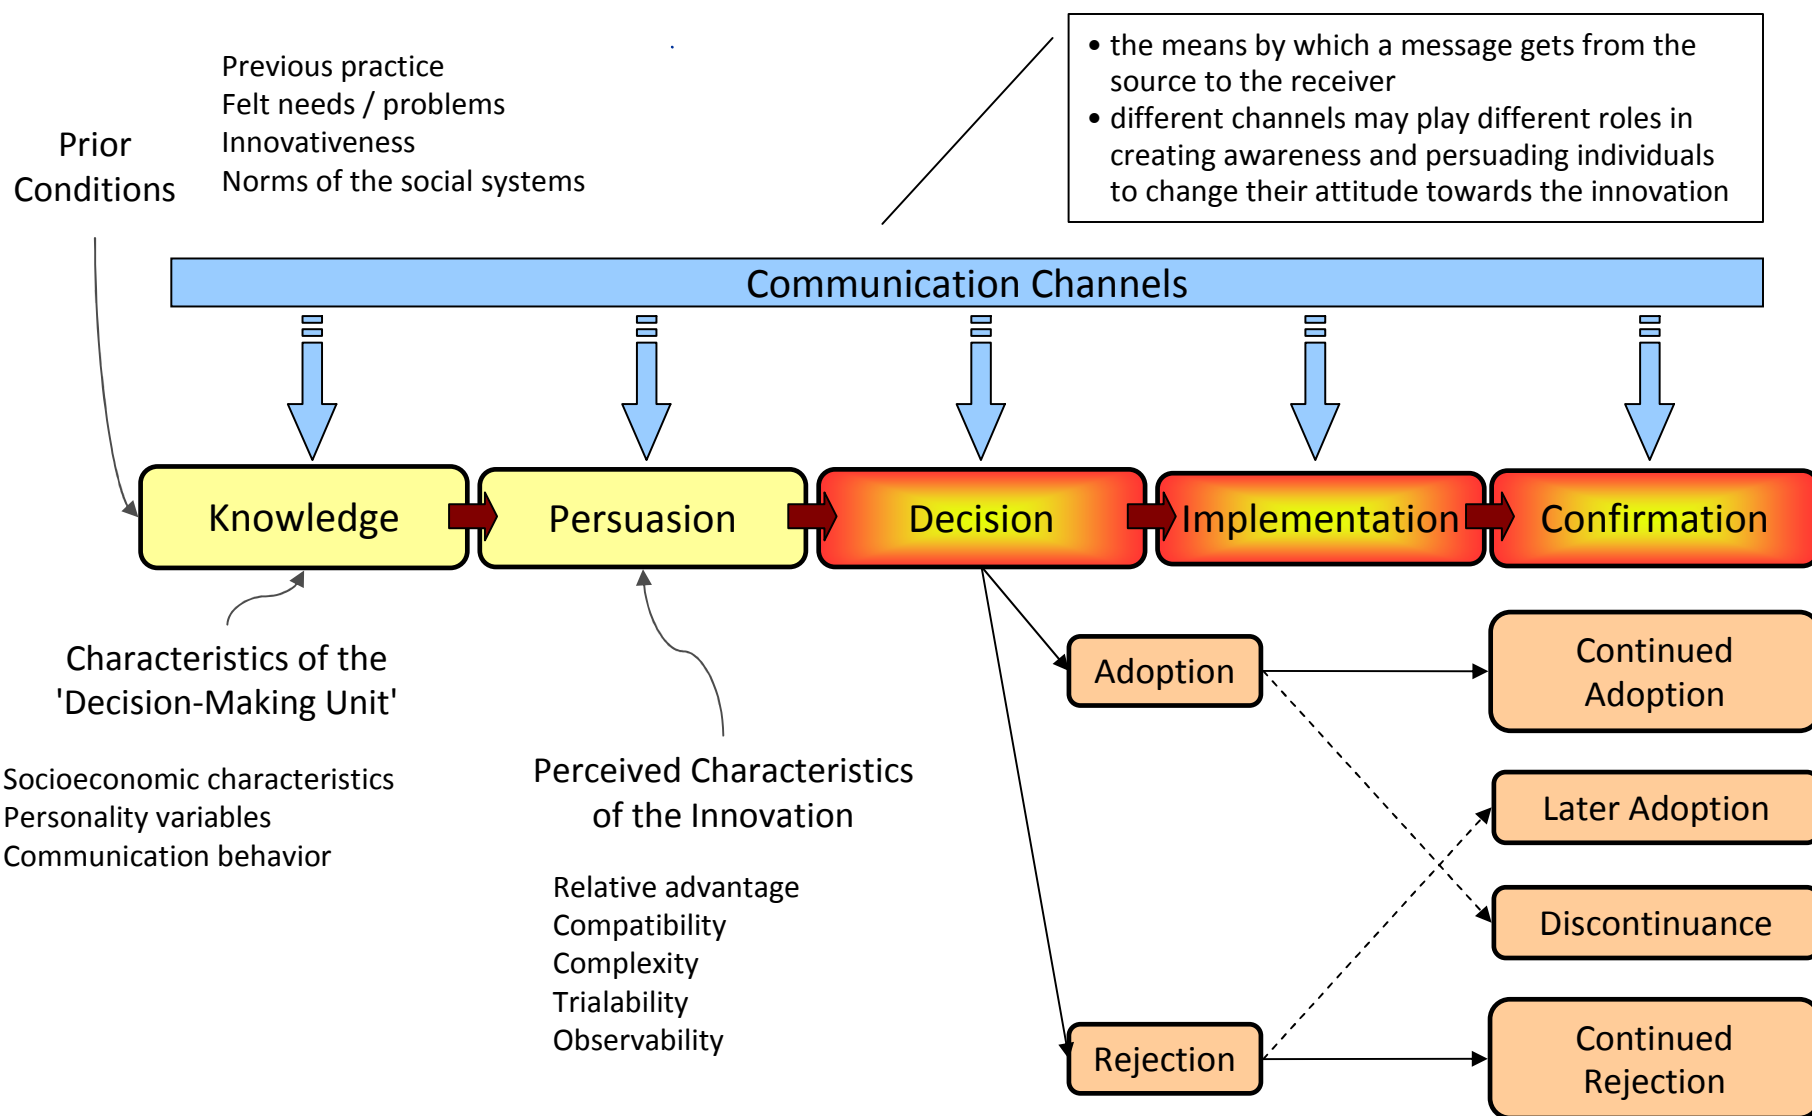 Prior
Conditions
Previous practice
Felt needs / problems
Innovativeness
Norms of the social systems
• the means by which a message gets from the
source to the receiver
• different channels may play different roles in
creating awareness and persuading individuals
to change their attitude towards the innovation
Communication Channels
Knowledge
Persuasion
Decision
Implementation
Confirmation
Characteristics of the
'Decision-Making Unit'
Socioeconomic characteristics
Personality variables
Communication behavior
Perceived Characteristics
of the Innovation
Relative advantage
Compatibility
Complexity
Trialability
Observability
Adoption
Rejection
Continued
Adoption
Later Adoption
Discontinuance
Continued
Rejection